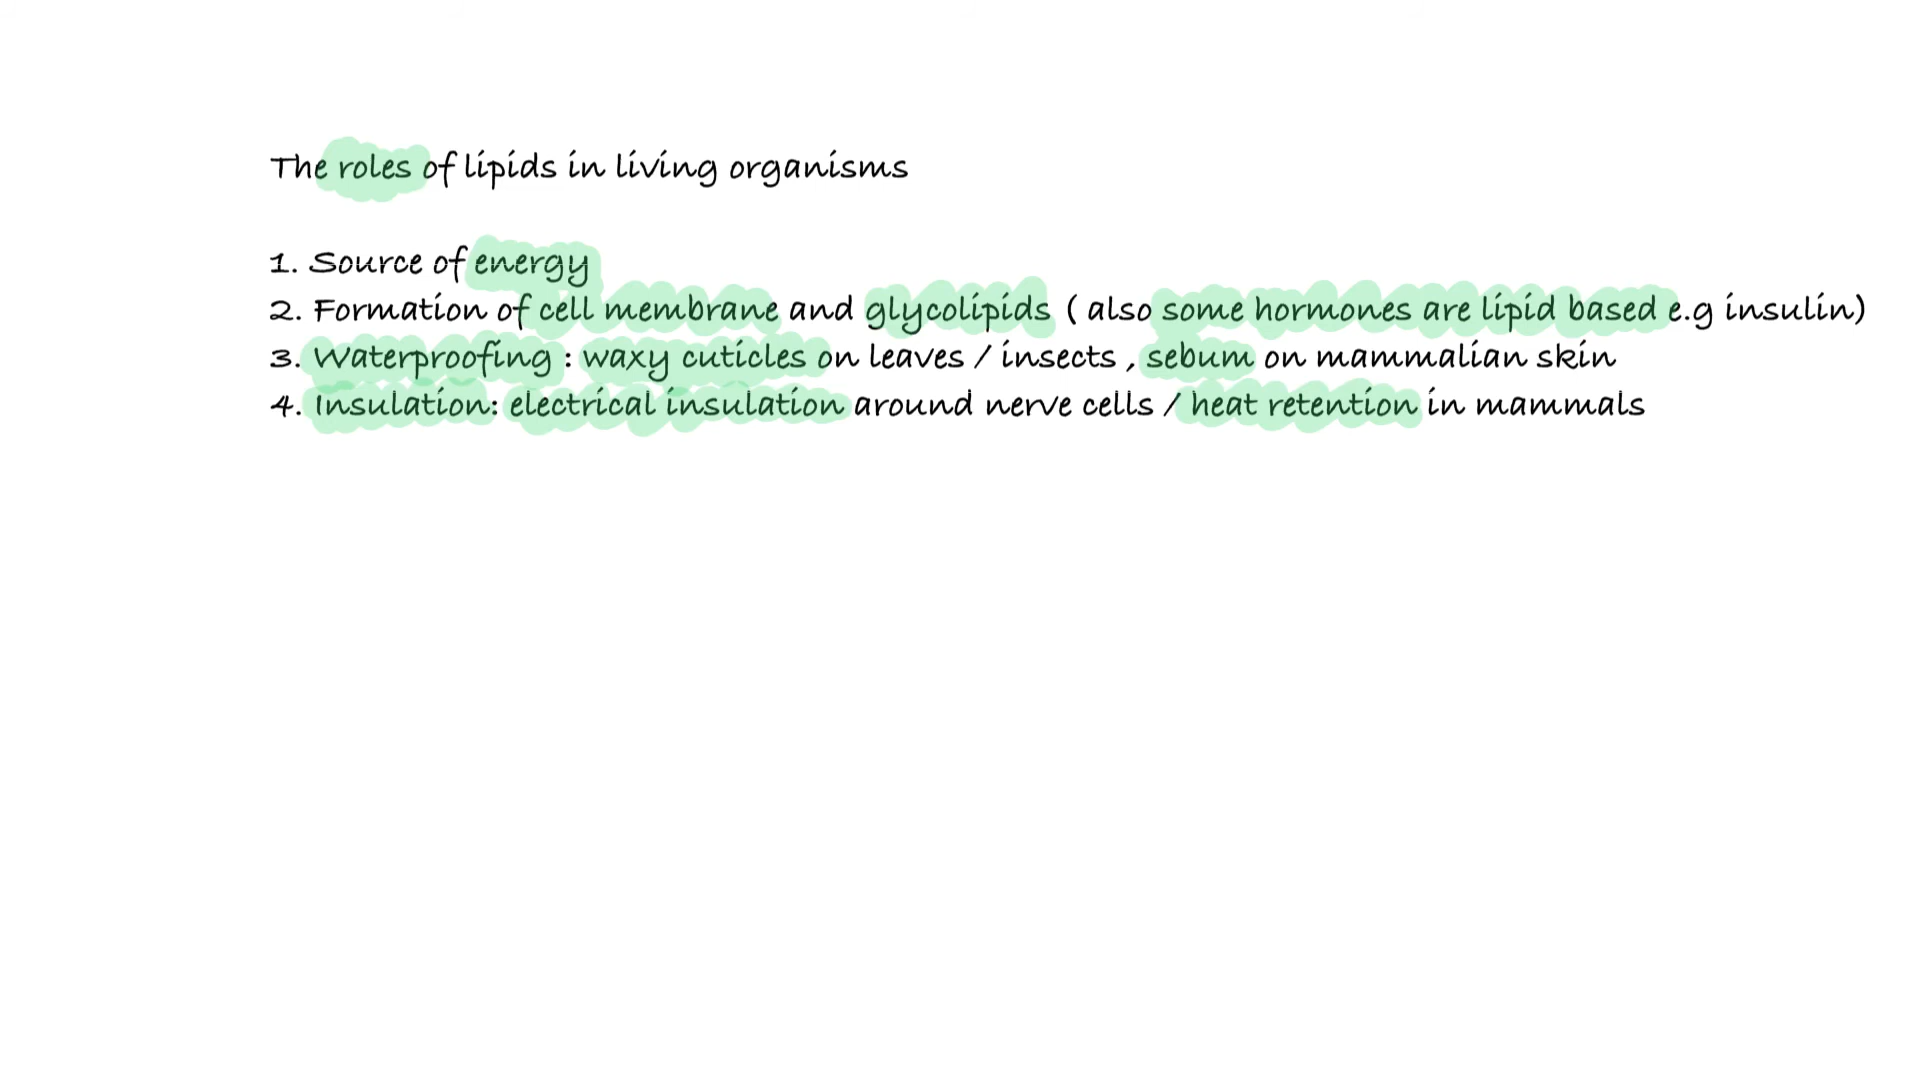 The roles of lipids in living organisms
1. Source of energy
2. Formation of cell membrane and glycolipids ( also some hormones are lipid based e.g insulin)
3. Waterproofing : waxy cuticles on leaves / insects , sebum on mammalian skin
4. Insulation: electrical insulation around nerve cells / heat retention in mammals